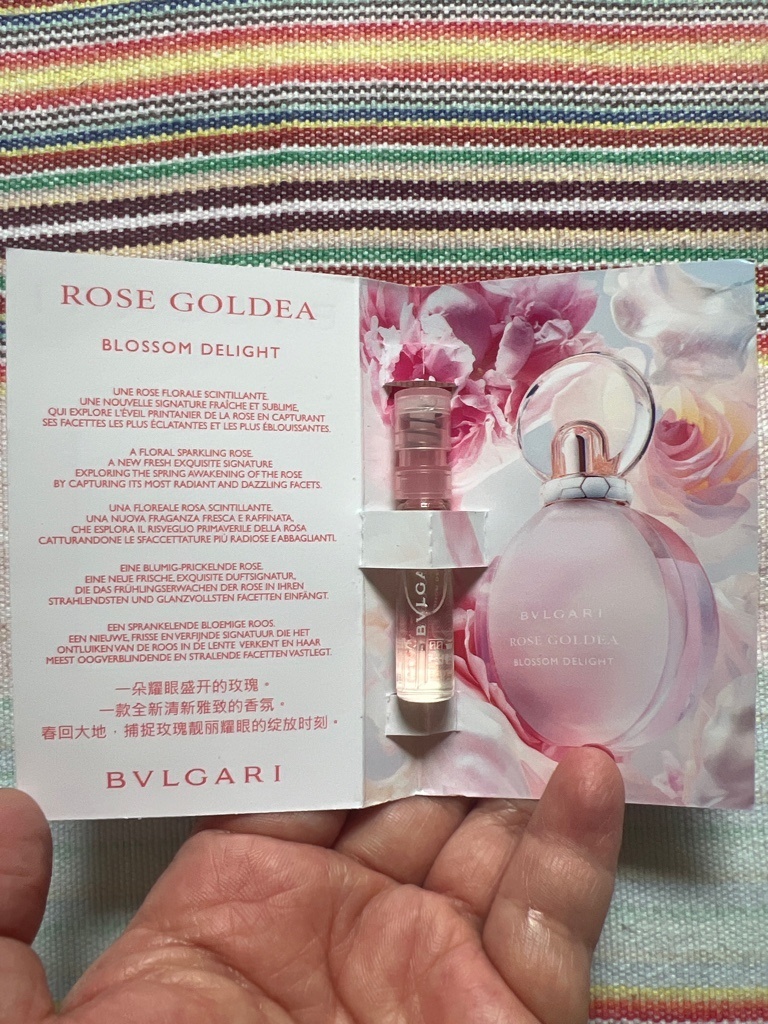 ROSE GOLDEA
BLOSSOM DELIGHT
UNE ROSE FLORALE SCINTILLANTE.
UNE NOUVELLE SIGNATURE FRAÎCHE ET SUBLIME,
QUI EXPLORE L'ÉVEIL PRINTANIER DE LA ROSE EN CAPTURANT
SES FACETTES LES PLUS ÉCLATANTES ET LES PLUS ÉBLOUISSANTES.
A FLORAL SPARKLING ROSE.
A NEW FRESH EXQUISITE SIGNATURE
EXPLORING THE SPRING AWAKENING OF THE ROSE
BY CAPTURING ITS MOST RADIANT AND DAZZLING FACETS.
UNA FLOREALE ROSA SCINTILLANTE.
UNA NUOVA FRAGANZA FRESCA E RAFFINATA,
CHE ESPLORA IL RISVEGLIO PRIMAVERILE DELLA ROSA
CATTURANDONE LE SFACCETTATURE PIÙ RADIOSE E ABBAGLIANTI.
EINE BLUMIG-PRICKELNDE ROSE.
EINE NEUE FRISCHE, EXQUISITE DUFTSIGNATUR,
DIE DAS FRÜHLINGSERWACHEN DER ROSE IN IHREN
STRAHLENDSTEN UND GLANZVOLLSTEN FACETTEN EINFÄNGT.
EEN SPRANKELENDE BLOEMIGE ROOS.
EEN NIEUWE, FRISSE EN VERFIJNDE SIGNATUUR DIE HET
ONTLUIKEN VAN DE ROOS IN DE LENTE VERKENT EN HAAR
MEEST OOGVERBLINDENDE EN STRALENDE FACETTEN VASTLEGT.
一朵耀眼盛开的玫瑰。
一款全新清新雅致的香氛。
春回大地，捕捉玫瑰靓丽耀眼的绽放时刻。
BVLGARI
BVLGA
BVLGARI
ROSE GOLDEA
BLOSSOM DELIGHT